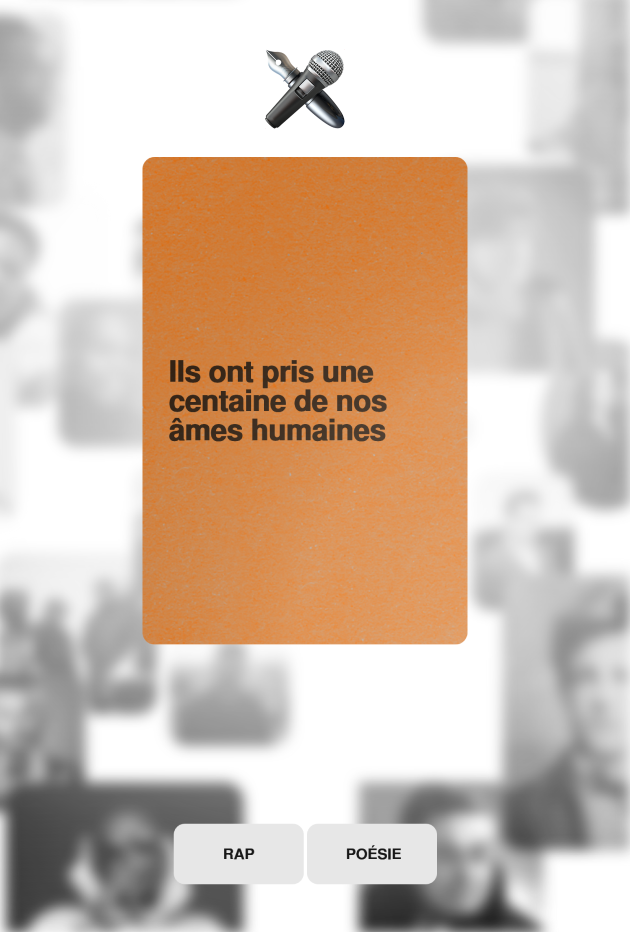 Ils ont pris une
centaine de nos
âmes humaines
RAP
POÉSIE